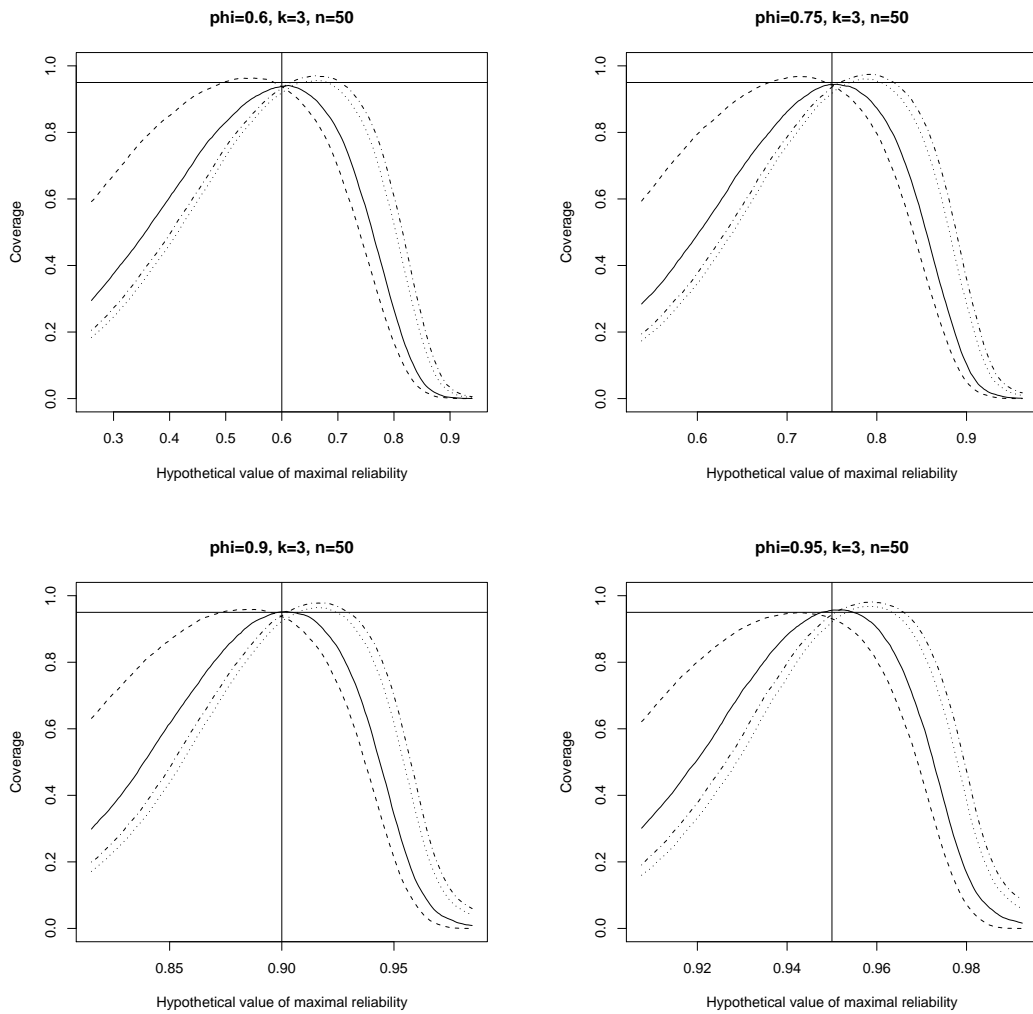 phi=0.6, k=3, n=50
Coverage
0.0 0.2 0.4 0.6 0.8 1.0
0.3 0.4 0.5 0.6 0.7 0.8 0.9
Hypothetical value of maximal reliability
phi=0.75, k=3, n=50
Coverage
0.0 0.2 0.4 0.6 0.8 1.0
0.6 0.7 0.8 0.9
Hypothetical value of maximal reliability
phi=0.9, k=3, n=50
Coverage
0.0 0.2 0.4 0.6 0.8 1.0
0.85 0.90 0.95
Hypothetical value of maximal reliability
phi=0.95, k=3, n=50
Coverage
0.0 0.2 0.4 0.6 0.8 1.0
0.92 0.94 0.96 0.98
Hypothetical value of maximal reliability